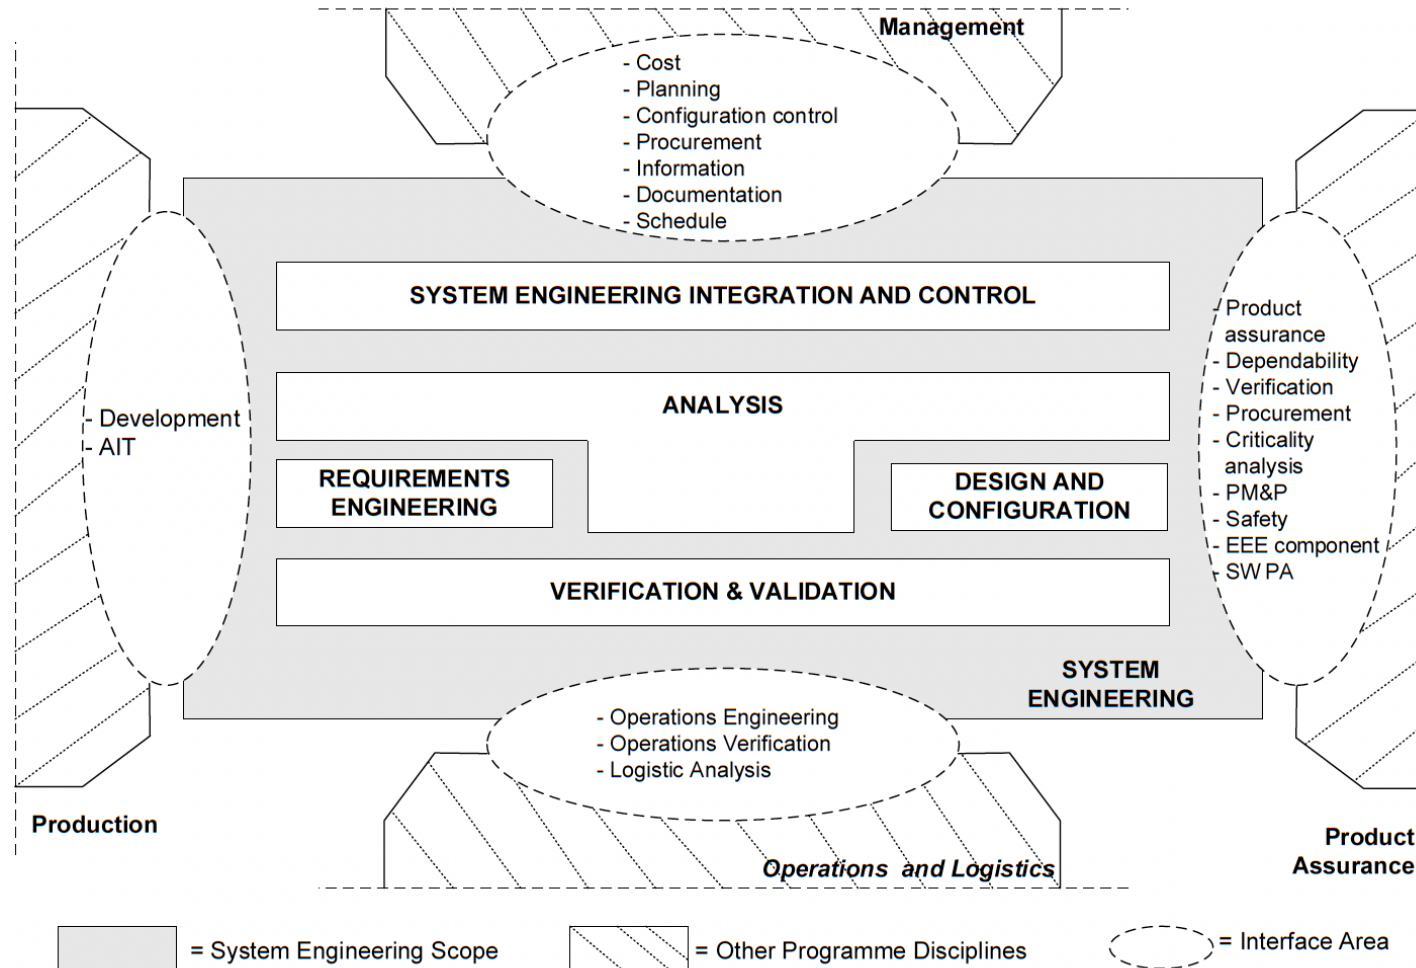 Management
- Cost
- Planning
- Configuration control
- Procurement
- Information
- Documentation
- Schedule
SYSTEM ENGINEERING INTEGRATION AND CONTROL
ANALYSIS
REQUIREMENTS
ENGINEERING
DESIGN AND
CONFIGURATION
VERIFICATION & VALIDATION
SYSTEM
ENGINEERING
- Development
- AIT
- Product
assurance
- Dependability
- Verification
- Procurement
- Criticality
analysis
- PM&P
- Safety
- EEE component
- SW PA
- Operations Engineering
- Operations Verification
- Logistic Analysis
Production
Operations and Logistics
Product
Assurance
= System Engineering Scope
= Other Programme Disciplines
= Interface Area